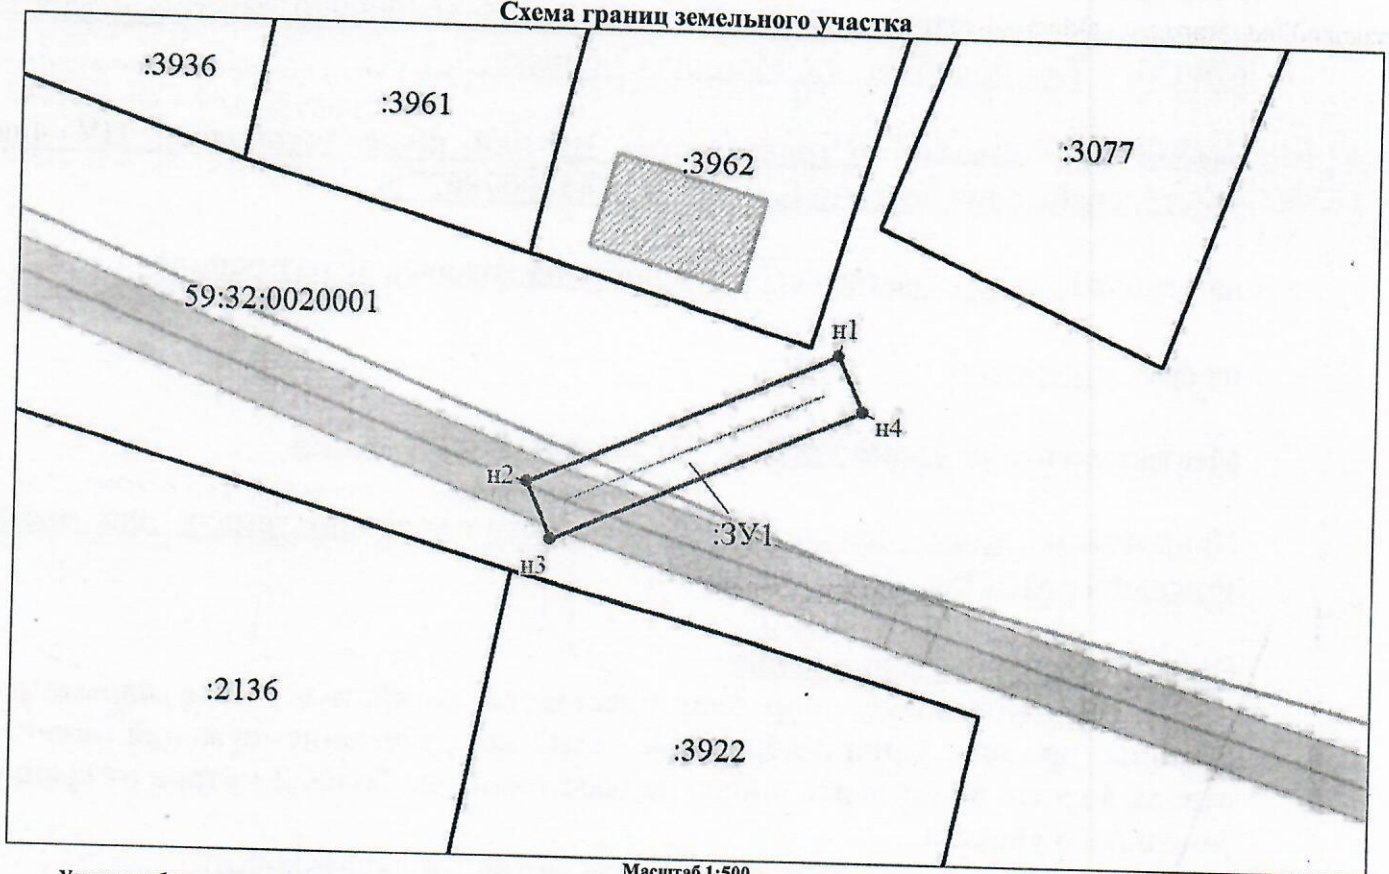 Схема границ земельного участка
:3936
:3961
:3962
:3077
59:32:0020001
н1
н4
н2
:ЗУ1
н3
:2136
:3922
Масштаб 1:500